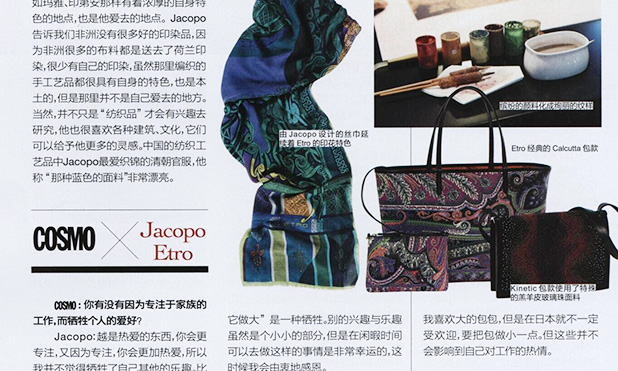 如玛雅、印第安那样有着浓厚的自身特
色的地点,也是他爱去的地点。Jacopo
告诉我们非洲没有很多好的印染品,因
为非洲很多的布料都是送去了荷兰印
染,很少有自己的印染,虽然那里编织的
手工艺品都很具有自身的特色,也是本
土的,但是那里并不是自己爱去的地方。
当然,并不只是“纺织品”才会有兴趣去
研究,他也很喜欢各种建筑、文化,它们
可以给予他更多的灵感。中国的纺织工
艺品中Jacopo最爱织锦的清朝官服,他
称“那种蓝色的面料”非常漂亮。
COSMO × Jacopo
Etro
COSMO:你有没有因为专注于家族的
工作,而牺牲个人的爱好?
Jacopo:越是热爱的东西,你会更
专注,又因为专注,你会更加热爱,所以
我并不觉得牺牲了自己其他的乐趣。比
由 Jacopo 设计的丝巾延
续着 Etro 的印花特色
缤纷的颜料化成绚丽的纹样
Etro 经典的 Calcutta 包款
Kinetic 包款使用了特殊
的羔羊皮玻璃珠面料
它做大”是一种牺牲。别的兴趣与乐趣
虽然是个小小的部分,但是在闲暇时间
可以去做这样的事情是非常幸运的,这
时候我会由衷地感恩。
我喜欢大的包包,但是在日本就不一定
受欢迎,要把包做小一点。但这些并不
会影响到自己对工作的热情。